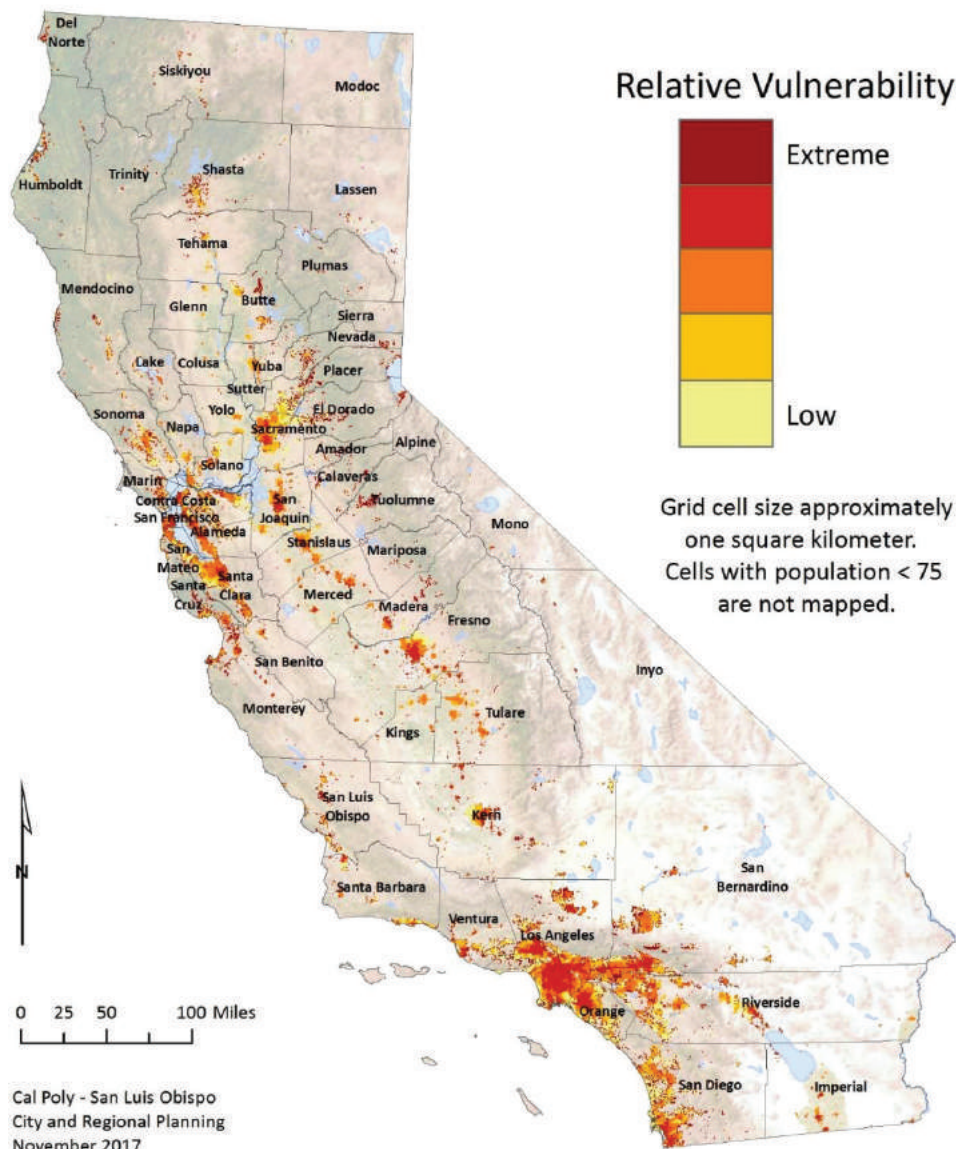 Del
Norte
Siskiyou
Modoc
Humboldt
Trinity
Shasta
Lassen
Tehama
Plumas
Mendocino
Glenn
Butte
Sierra
Nevada
Lake
Colusa
Yuba
Placer
Sutter
Sonoma
Napa
Yolo
El Dorado
Sacramento
Alpine
Amador
Solano
Marin
Calaveras
Contra Costa
San
Joaquin
Tuolumne
San Francisco
Alameda
Mono
Stanislaus
San
Mateo
Mariposa
Santa
Clara
Santa
Cruz
Merced
Madera
Fresno
San Benito
Inyo
Monterey
Tulare
Kings
San Luis
Obispo
Kern
San
Bernardino
Santa Barbara
Ventura
Los Angeles
Orange
Riverside
San Diego
Imperial
Relative Vulnerability
Extreme
Low
Grid cell size approximately
one square kilometer.
Cells with population < 75
are not mapped.
N
0 25 50 100 Miles
Cal Poly - San Luis Obispo
City and Regional Planning
November 2017